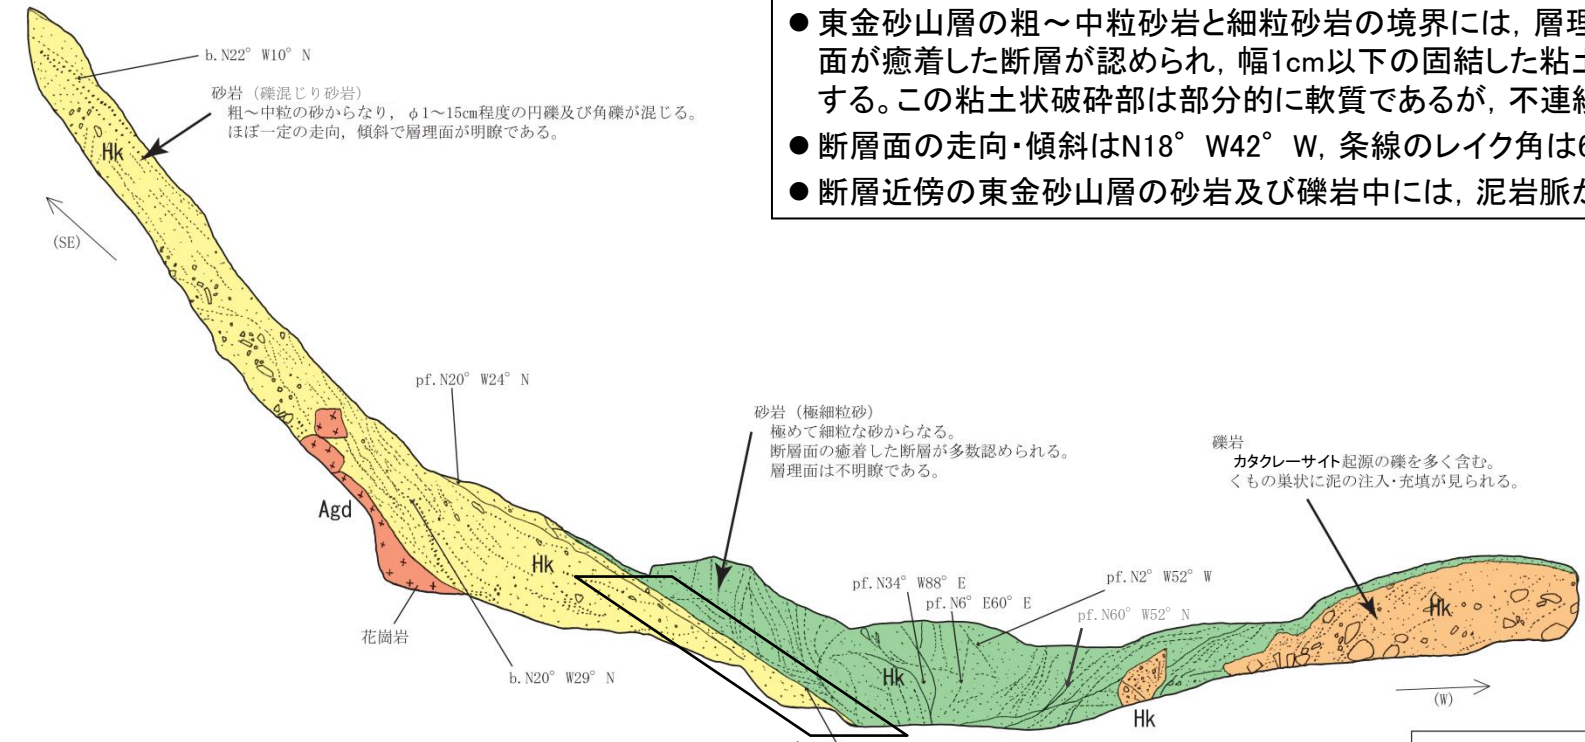 ● 東金砂山層の粗～中粒砂岩と細粒砂岩の境界には，層理
面が癒着した断層が認められ，幅1cm以下の固結した粘土
する。この粘土状破砕部は部分的に軟質であるが，不連続
● 断層面の走向・傾斜はN18°W42°W，条線のレイク角は6
● 断層近傍の東金砂山層の砂岩及び礫岩中には，泥岩脈が
b.N22°W10°N
砂岩（礫混じり砂岩）
粗～中粒の砂からなり，φ1～15cm程度の円礫及び角礫が混じる。
ほぼ一定の走向，傾斜で層理面が明瞭である。
Hk
(SE)
pf.N20°W24°N
砂岩（極細粒砂）
極めて細粒な砂からなる。
断層面の癒着した断層が多数認められる。
層理面は不明瞭である。
礫岩
カタクレーサイト起源の礫を多く含む。
くもの巣状に泥の注入・充填が見られる。
Agd
Hk
花崗岩
b.N20°W29°N
pf.N34°W88°E
pf.N6°E60°E
pf.N2°W52°W
pf.N60°W52°N
Hk
Hk
Hk
(W)